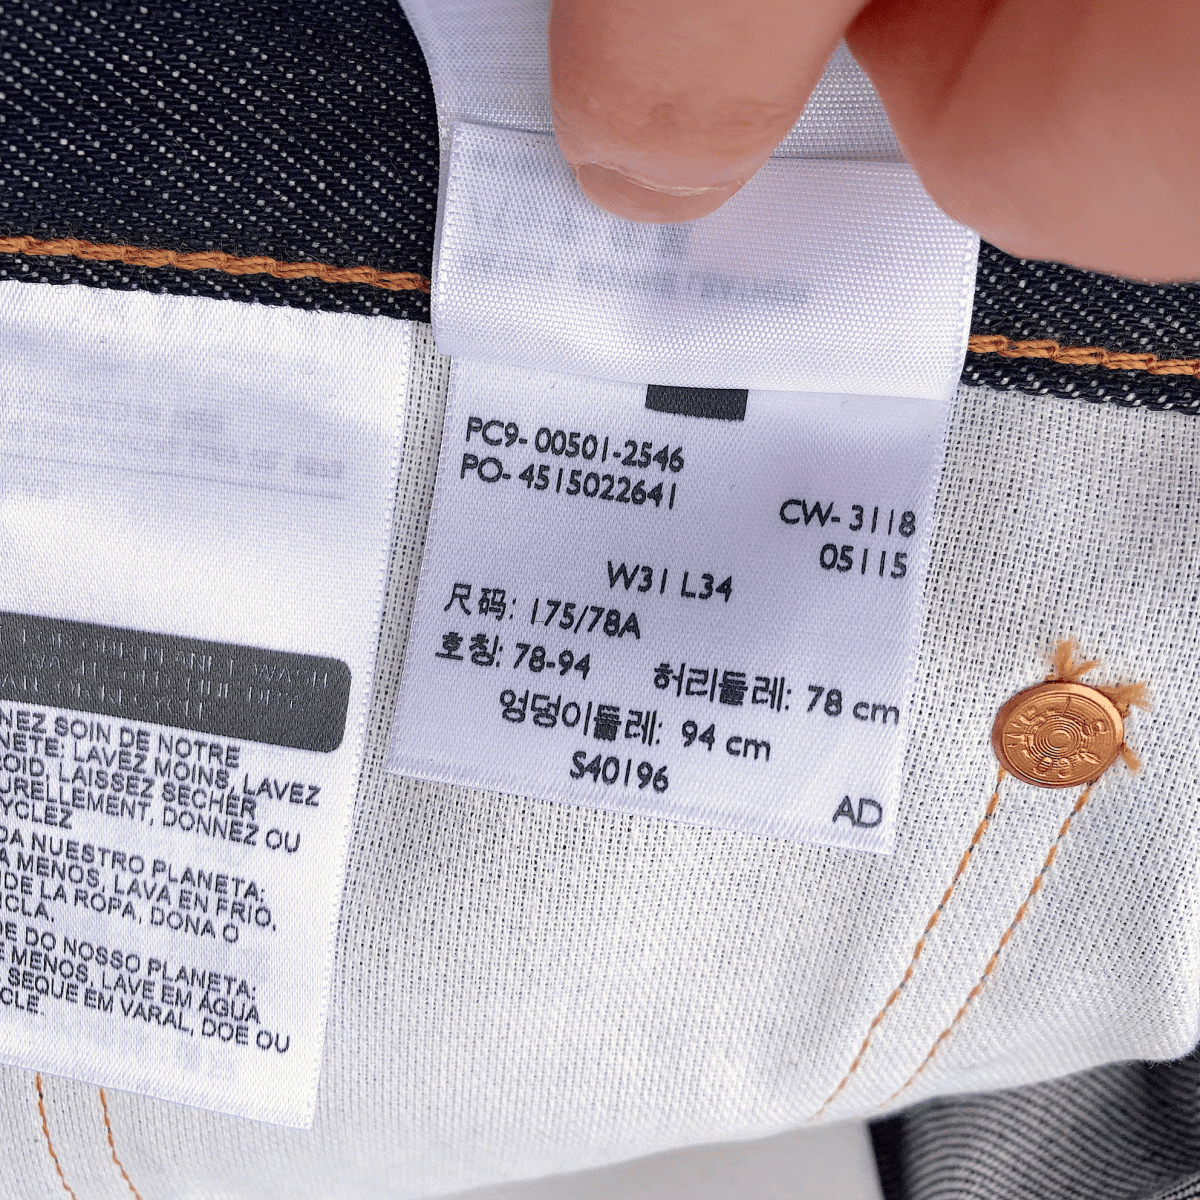 PC9- 00501-2546
PO- 4515022641
CW- 3118
05115
W31 L34
尺码: 175/78A
호칭: 78-94 허리둘레: 78 cm
엉덩이둘레: 94 cm
S40196
AD
NEZ SOIN DE NOTRE
NETE: LAVEZ MOINS, LAVEZ
ROID, LAISSEZ SECHER
URELLEMENT, DONNEZ OU
YCLEZ
DA NUESTRO PLANETA:
A MENOS, LAVA EN FRIO,
NDE LA ROPA, DONA O
ICLA.
DE DO NOSSO PLANETA:
E MENOS, LAVE EM AGUA
SEQUE EM VARAL, DOE OU
CLE.